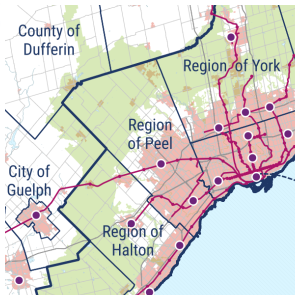 County of
Dufferin
Region of York
Region
of Peel
City of
Guelph
Region of
Halton